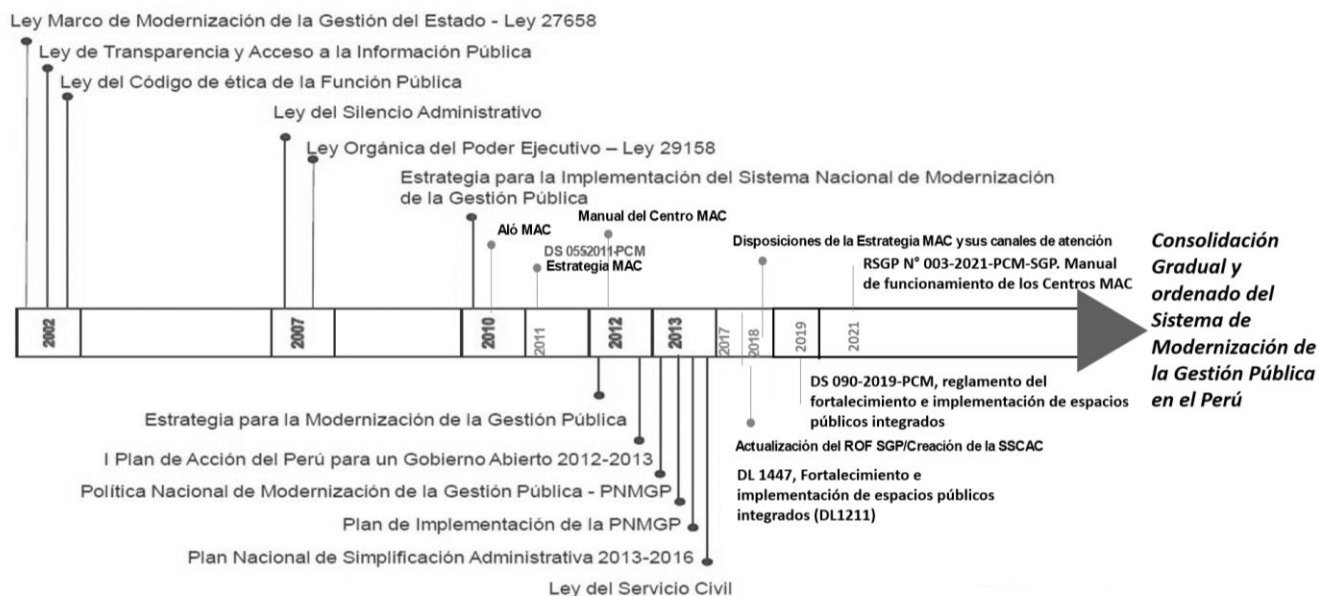 Ley Marco de Modernización de la Gestión del Estado - Ley 27658
Ley de Transparencia y Acceso a la Información Pública
Ley del Código de ética de la Función Pública
Ley del Silencio Administrativo
Ley Orgánica del Poder Ejecutivo – Ley 29158
Estrategia para la Implementación del Sistema Nacional de Modernización
de la Gestión Pública
Aló MAC
DS 0552011-PCM
Estrategia MAC
Manual del Centro MAC
Disposiciones de la Estrategia MAC y sus canales de atención
RSGP N° 003-2021-PCM-SGP. Manual
de funcionamiento de los Centros MAC
2002
2007
2010
2011
2012
2013
2017
2018
2019
2021
Consolidación
Gradual y
ordenado del
Sistema de
Modernización de
la Gestión Pública
en el Perú
Estrategia para la Modernización de la Gestión Pública
I Plan de Acción del Perú para un Gobierno Abierto 2012-2013
Política Nacional de Modernización de la Gestión Pública - PNMGP
Plan de Implementación de la PNMGP
Plan Nacional de Simplificación Administrativa 2013-2016
Ley del Servicio Civil
DS 090-2019-PCM, reglamento del
fortalecimiento e implementación de espacios
públicos integrados
Actualización del ROF SGP/Creación de la SSCAC
DL 1447, Fortalecimiento e
implementación de espacios públicos
integrados (DL1211)